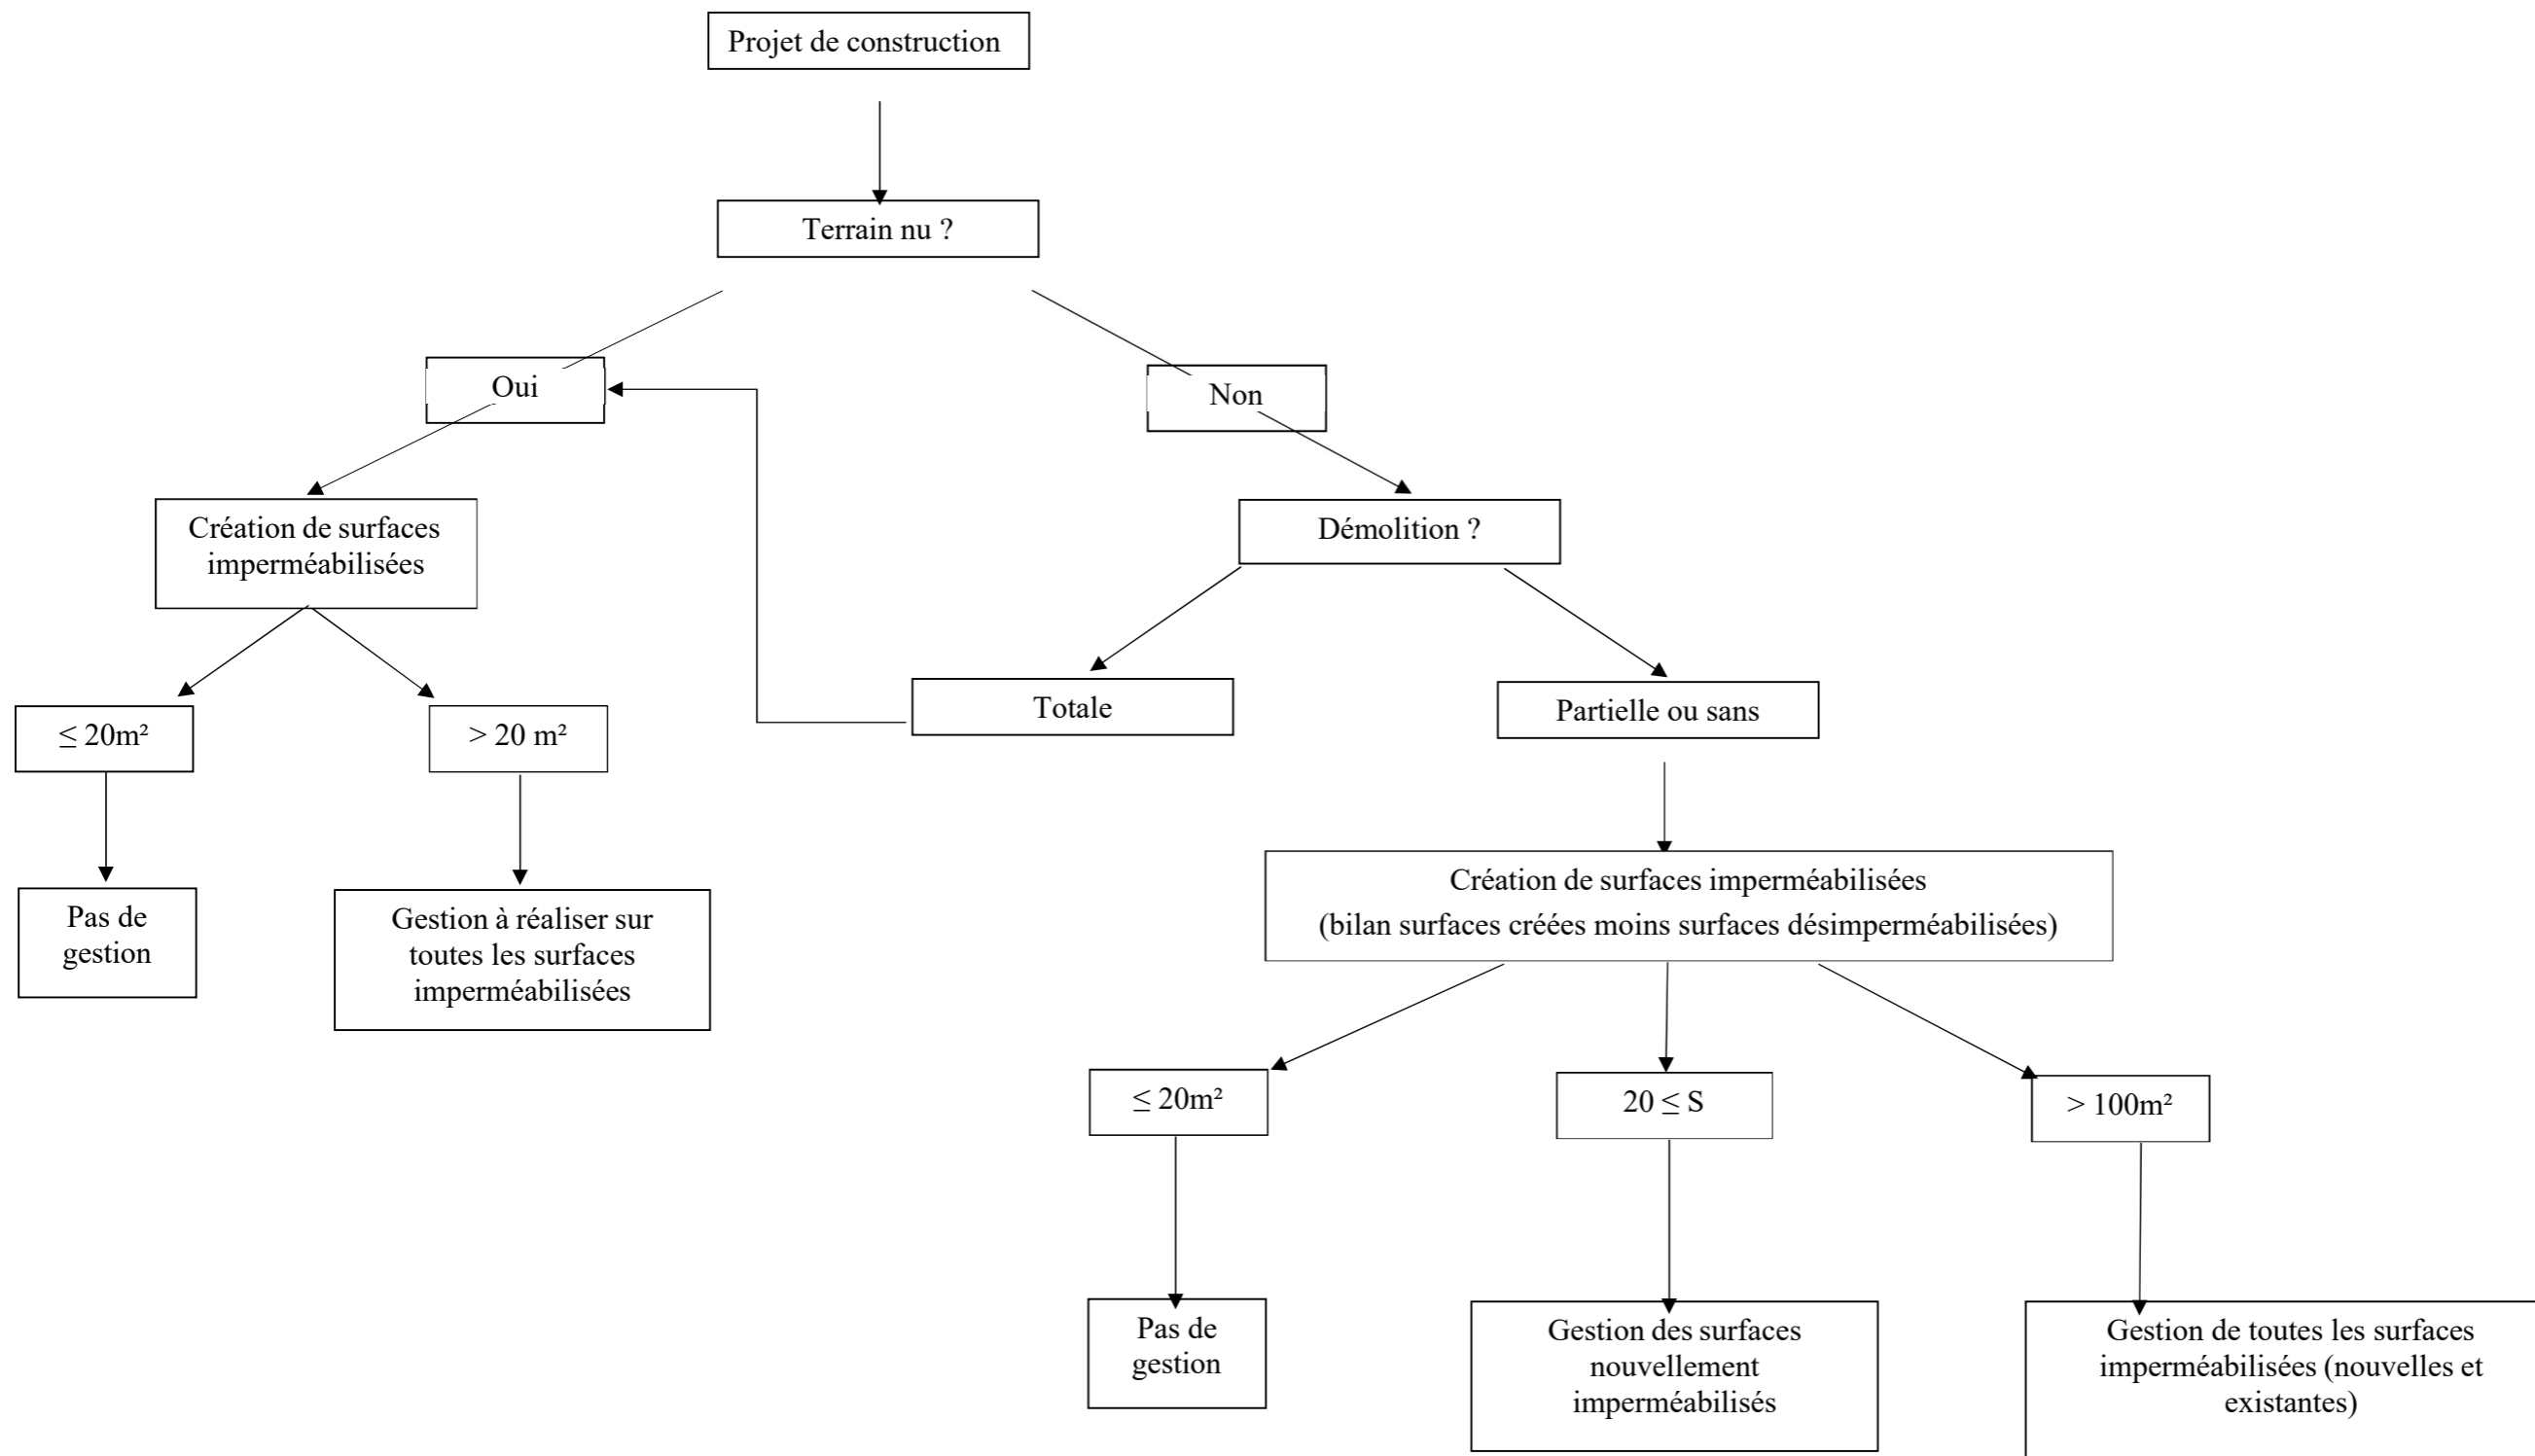 Projet de construction
Terrain nu ?
Oui
Non
Création de surfaces
imperméabilisées
Démolition ?
Totale
Partielle ou sans
≤ 20m²
> 20 m²
Création de surfaces imperméabilisées
(bilan surfaces créées moins surfaces désimperméabilisées)
Pas de
gestion
Gestion à réaliser sur
toutes les surfaces
imperméabilisées
≤ 20m²
20 ≤ S
> 100m²
Pas de
gestion
Gestion des surfaces
nouvellement
imperméabilisés
Gestion de toutes les surfaces
imperméabilisées (nouvelles et
existantes)